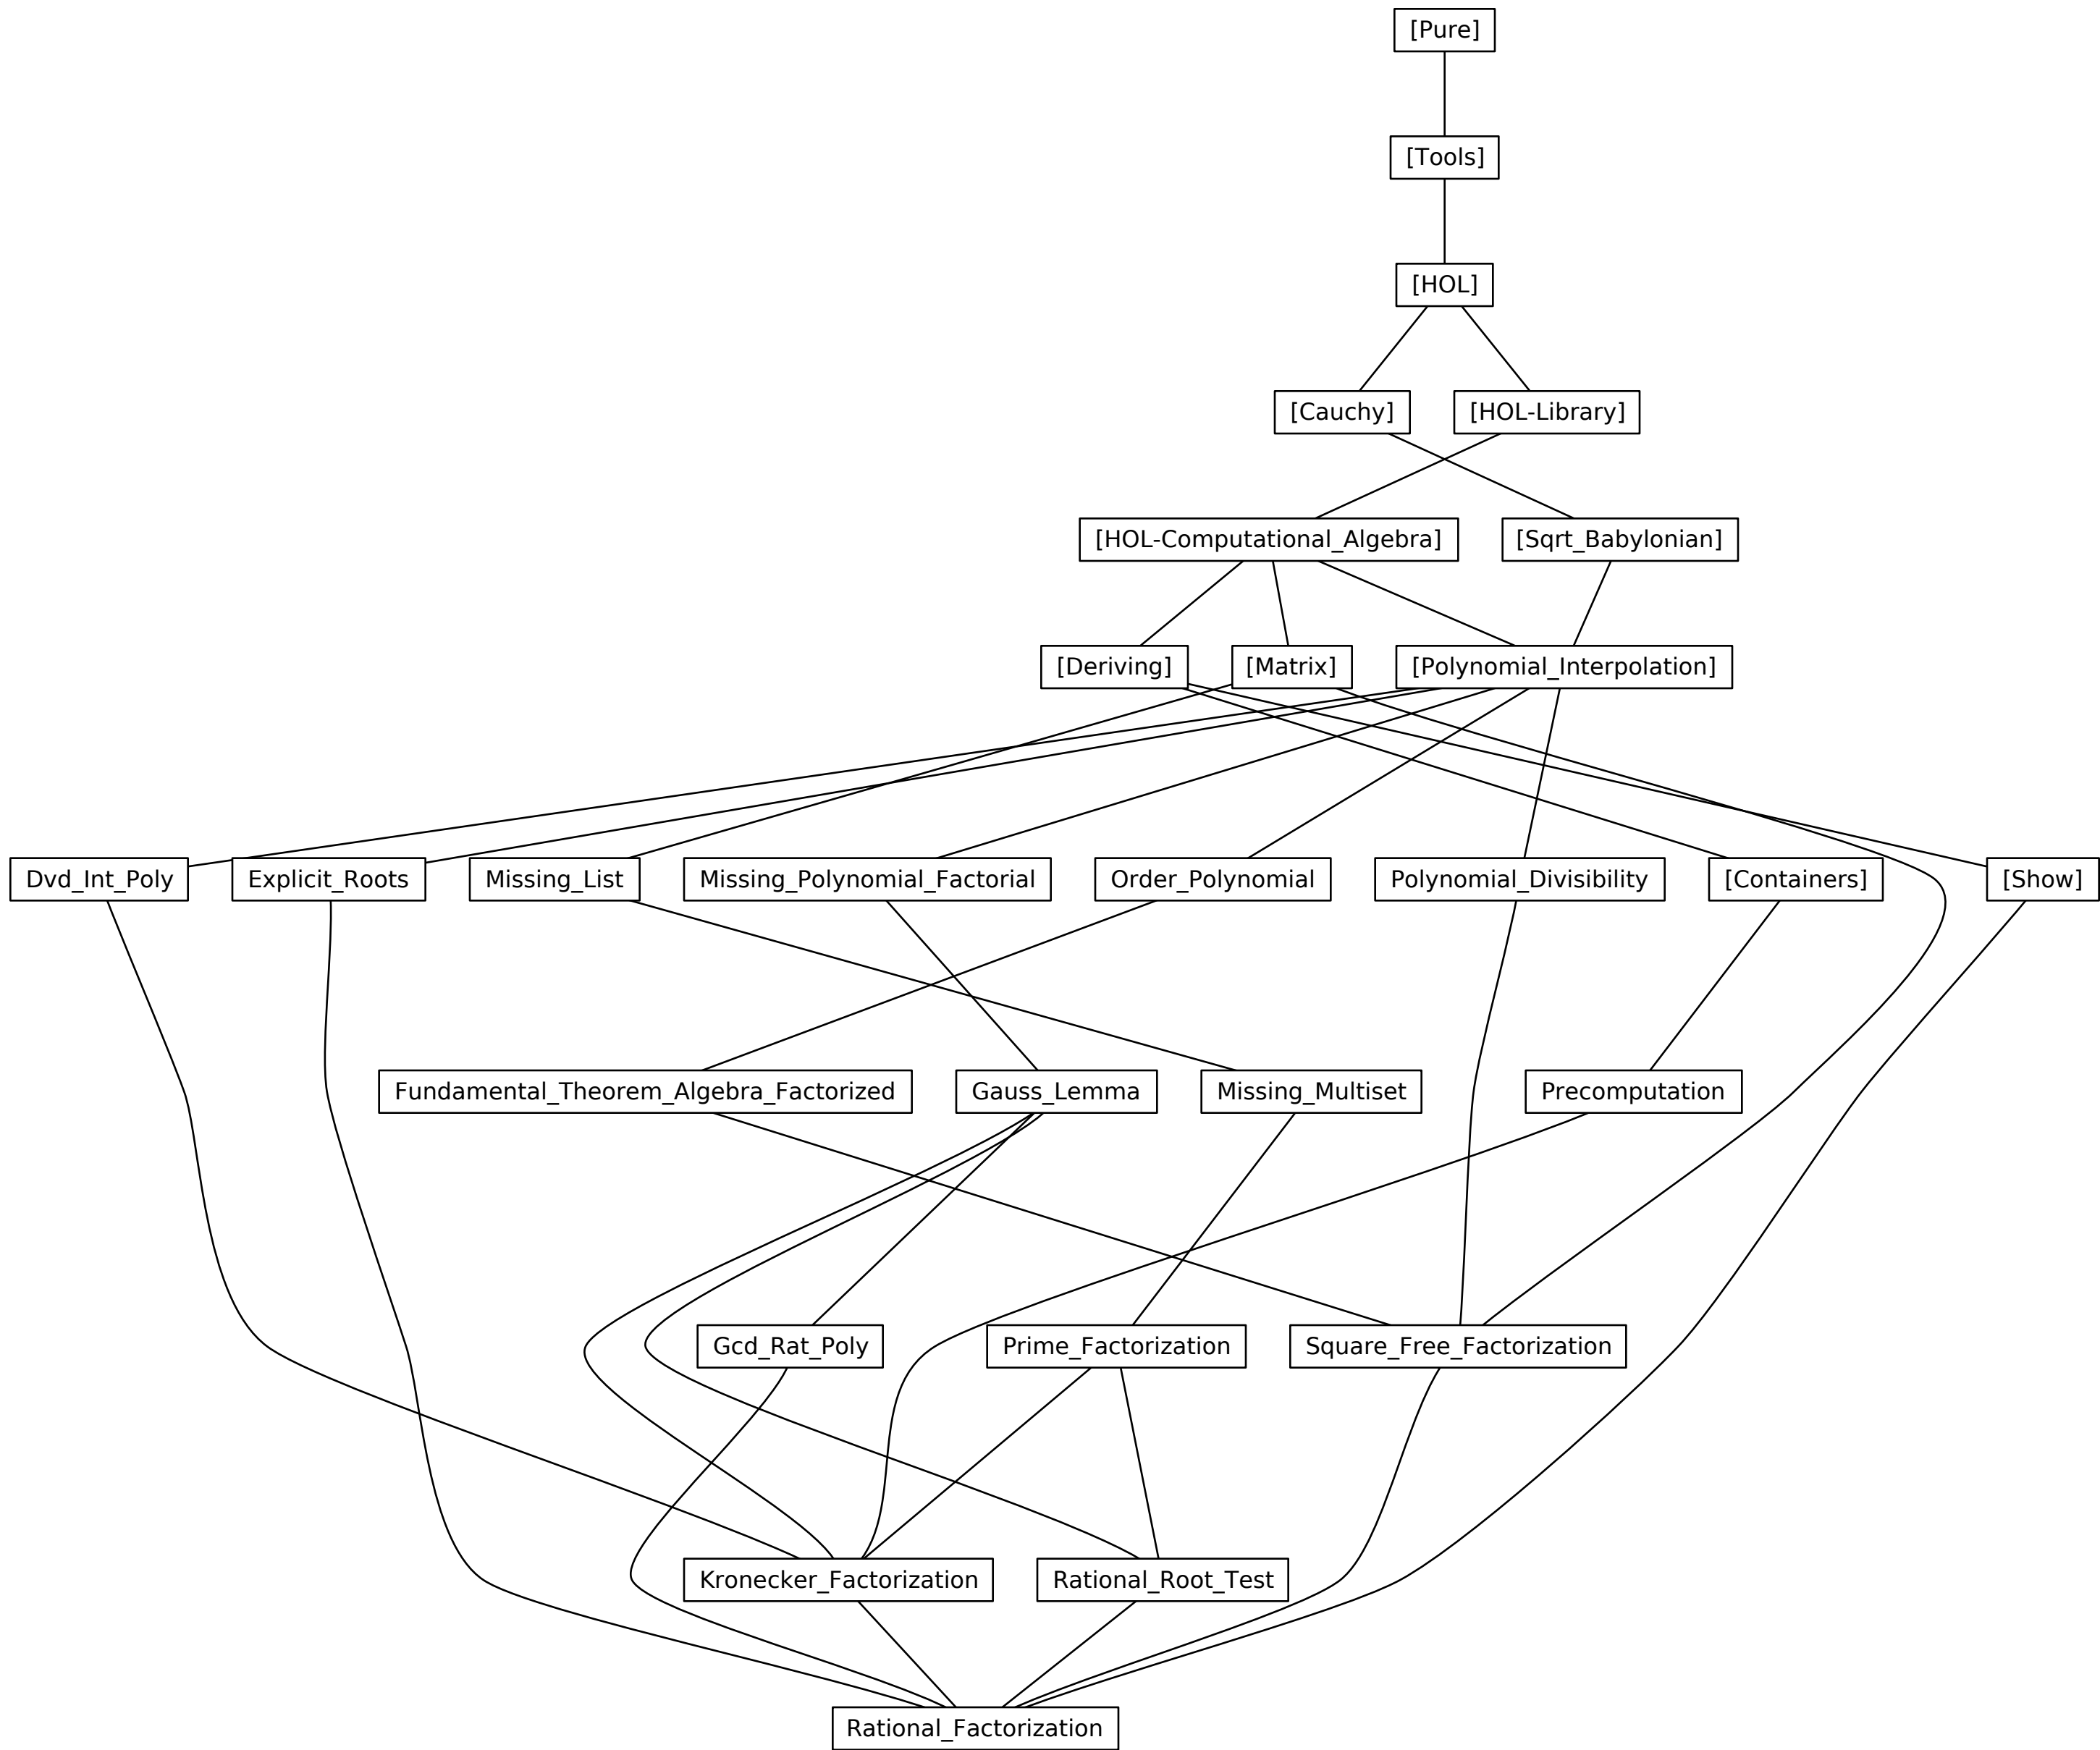 [Pure]
[Tools]
[HOL]
[Cauchy]
[HOL-Library]
[HOL-Computational_Algebra]
[Sqrt_Babylonian]
[Deriving]
[Matrix]
[Polynomial_Interpolation]
Dvd_Int_Poly
Explicit_Roots
Missing_List
Missing_Polynomial_Factorial
Order_Polynomial
Polynomial_Divisibility
[Containers]
[Show]
Fundamental_Theorem_Algebra_Factorized
Gauss_Lemma
Missing_Multiset
Precomputation
Gcd_Rat_Poly
Prime_Factorization
Square_Free_Factorization
Kronecker_Factorization
Rational_Root_Test
Rational_Factorization